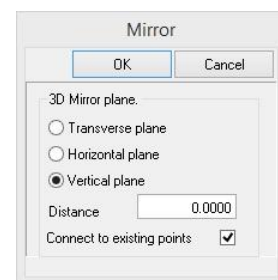 Mirror
OK Cancel
3D Mirror plane.
Transverse plane
Horizontal plane
Vertical plane
Distance 0.0000
Connect to existing points